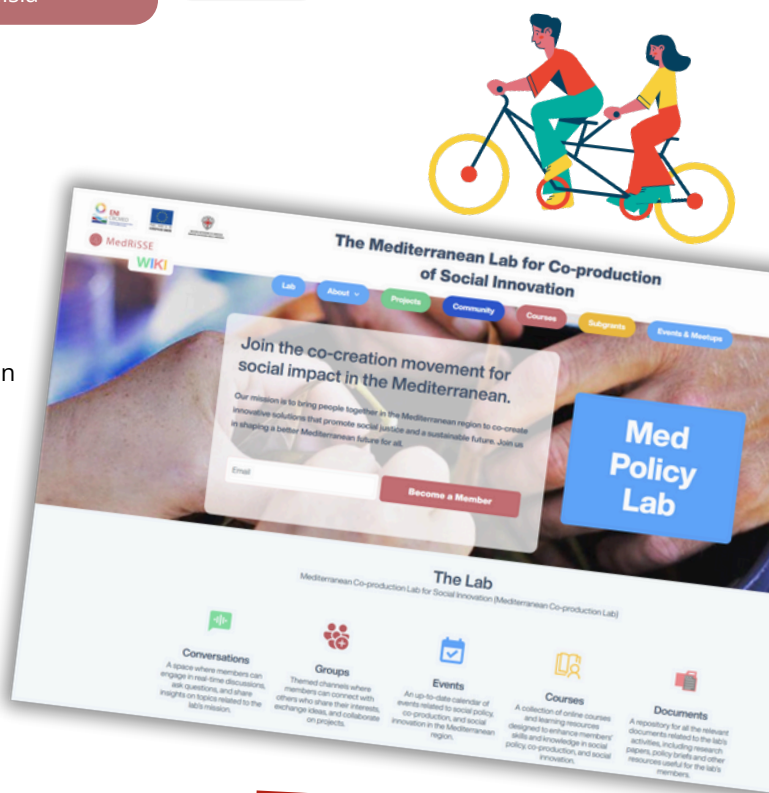 MedRiSSE
WIKI
The Mediterranean Lab for Co-production
of Social Innovation
Lab
About
Projects
Community
Courses
Subgrants
Events & Meetups
n
Join the co-creation movement for
social impact in the Mediterranean.
Our mission is to bring people together in the Mediterranean region to co-create
innovative solutions that promote social justice and a sustainable future. Join us
in shaping a better Mediterranean future for all.
Email
Become a Member
Med
Policy
Lab
The Lab
Mediterranean Co-production Lab for Social Innovation (Mediterranean Co-production Lab)
Conversations
A space where members can
engage in real-time discussions,
ask questions, and share
insights on topics related to the
lab's mission.
Groups
Themed channels where
members can connect with
others who share their interests,
exchange ideas, and collaborate
on projects.
Events
An up-to-date calendar of
events related to social policy,
co-production, and social
innovation in the Mediterranean
region.
Courses
A collection of online courses
and learning resources
designed to enhance members'
skills and knowledge in social
policy, co-production, and social
innovation.
Documents
A repository for all the relevant
documents related to the lab's
activities, including research
papers, policy briefs and other
resources useful for the lab's
members.